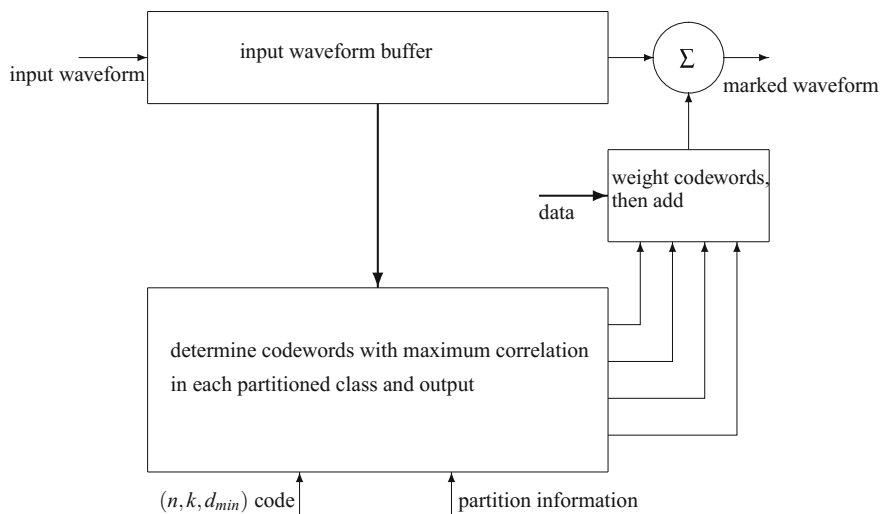 input waveform buffer
input waveform
Σ
marked waveform
weight codewords,
then add
data
determine codewords with maximum correlation
in each partitioned class and output
(n, k, d_min) code
partition information